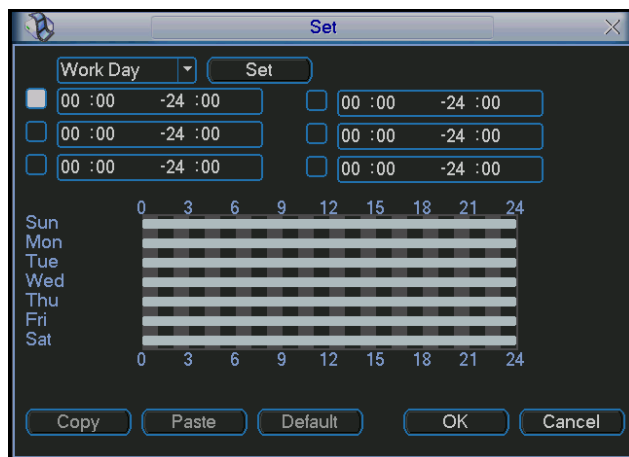 Set
Work Day Set
00 :00 -24 :00 00 :00 -24 :00
00 :00 -24 :00 00 :00 -24 :00
00 :00 -24 :00 00 :00 -24 :00
0 3 6 9 12 15 18 21 24
Sun
Mon
Tue
Wed
Thu
Fri
Sat
0 3 6 9 12 15 18 21 24
Copy Paste Default OK Cancel